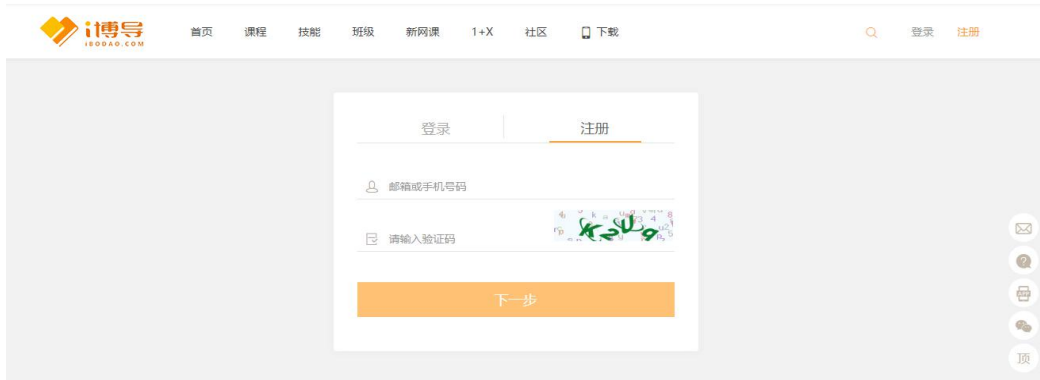 i博导
IBODAO.COM
首页 课程 技能 班级 新网课 1+X 社区 下载 登录 注册
登录 注册
邮箱或手机号码
请输入验证码
下一步
顶